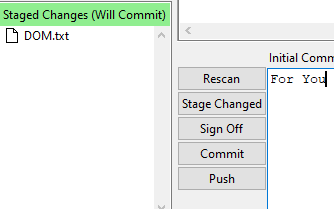 Staged Changes (Will Commit)
DOM.txt
Initial Comm
Rescan
For You
Stage Changed
Sign Off
Commit
Push